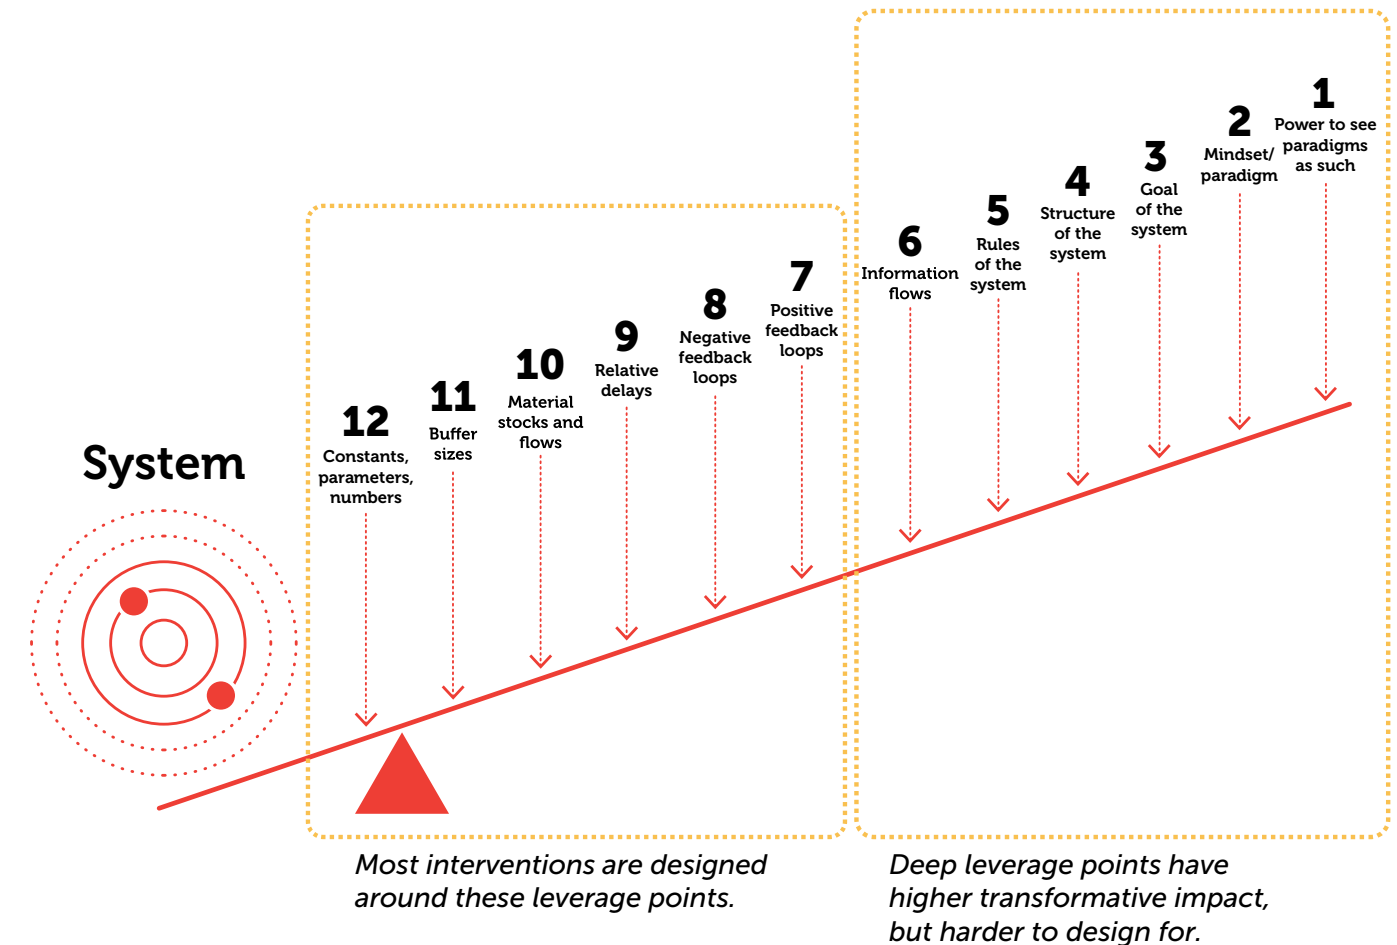 System
12
Constants,
parameters,
numbers
11
Buffer
sizes
10
Material
stocks and
flows
9
Relative
delays
8
Negative
feedback
loops
7
Positive
feedback
loops
6
Information
flows
5
Rules
of the
system
4
Structure
of the
system
3
Goal
of the
system
2
Mindset/
paradigm
1
Power to see
paradigms
as such
Most interventions are designed
around these leverage points.
Deep leverage points have
higher transformative impact,
but harder to design for.